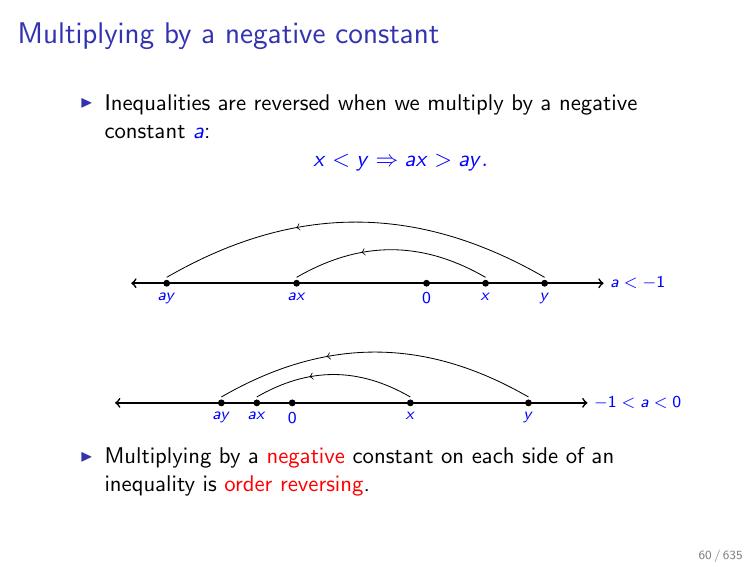 Multiplying by a negative constant
▶ Inequalities are reversed when we multiply by a negative
constant a:
x < y ⇒ ax > ay.
ay ax 0 x y a < −1
ay ax 0 x y −1 < a < 0
▶ Multiplying by a negative constant on each side of an
inequality is order reversing.
60 / 635